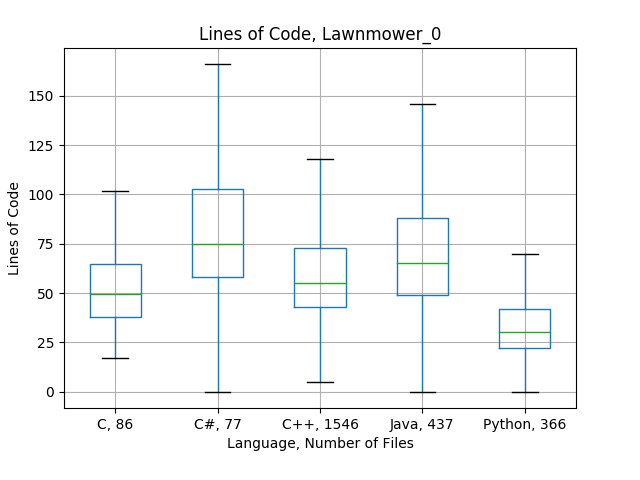 Lines of Code, Lawnmower_0
Lines of Code
150
125
100
75
50
25
0
C, 86
C#, 77
C++, 1546
Java, 437
Python, 366
Language, Number of Files